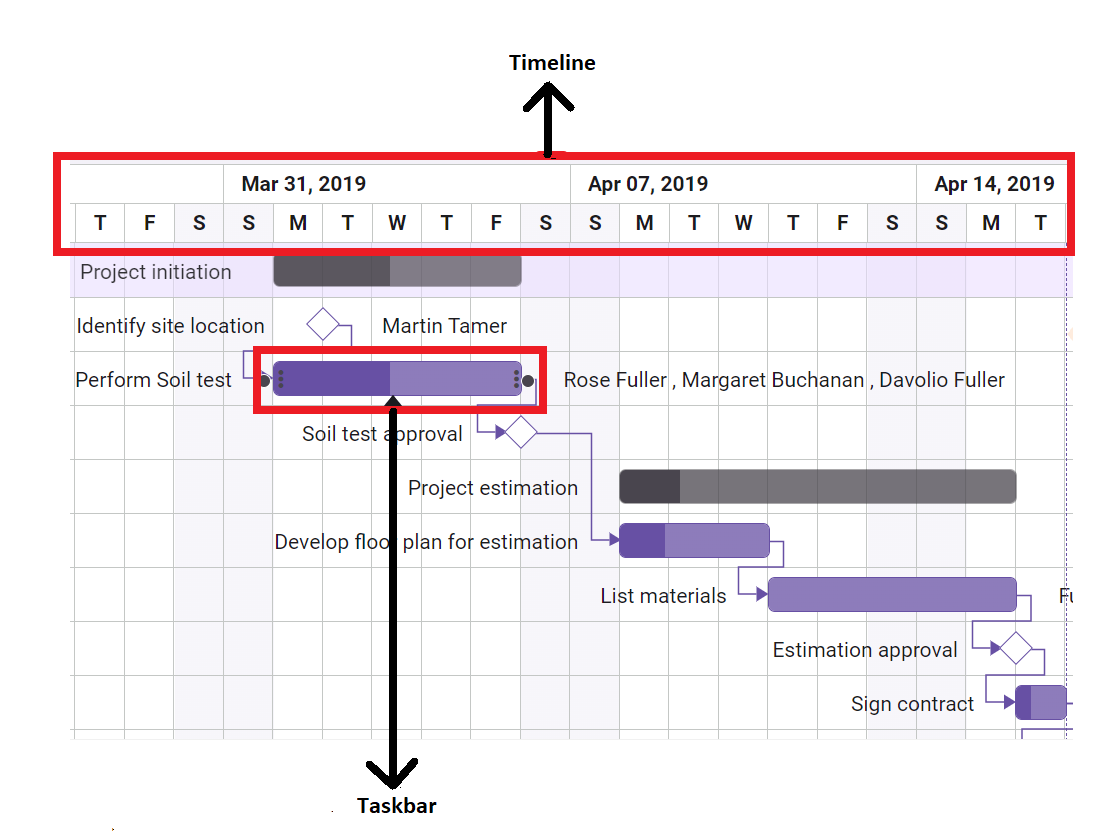 Timeline
Mar 31, 2019 Apr 07, 2019 Apr 14, 2019
T F S S M T W T F S S M T W T F S S M T
Project initiation
Identify site location Martin Tamer
Perform Soil test Rose Fuller , Margaret Buchanan , Davolio Fuller
Soil test approval
Project estimation
Develop floor plan for estimation
List materials
Estimation approval
Sign contract
Taskbar